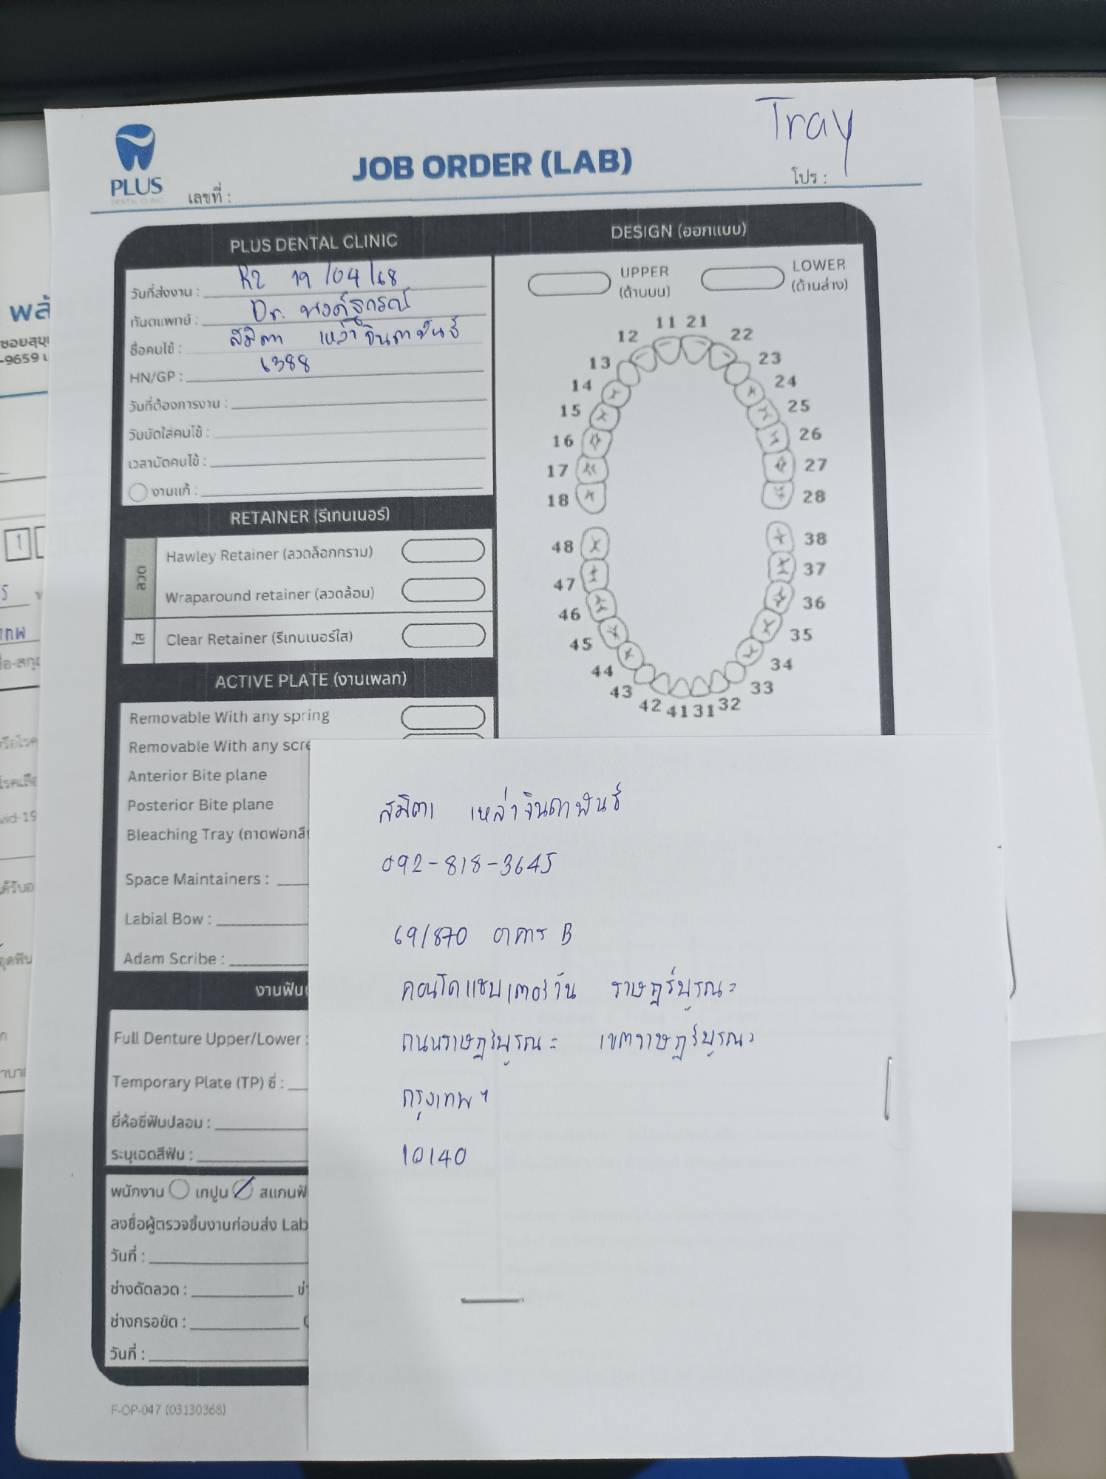 Tray
PLUS
DENTAL CLINIC
เลขที่ :
JOB ORDER (LAB)
โปร :
PLUS DENTAL CLINIC
วันที่ส่งงาน : R2 19/04/68
ทันตแพทย์ : Dr.
ชื่อคนไข้ : สมิตา เหล่าจินดาพันธ์
HN/GP : 6388
วันที่ต้องการงาน :
วันนัดใส่คนไข้ :
เวลานัดคนไข้ :
งานแก้ :
DESIGN (ออกแบบ)
UPPER
(ด้านบน)
LOWER
(ด้านล่าง)
11 21
12 22
13 23
14 24
15 25
16 26
17 27
18 28
48 38
47 37
46 36
45 35
44 34
43 33
42 41 31 32
RETAINER (รีเทนเนอร์)
ลวด
Hawley Retainer (ลวดล็อกกราม)
Wraparound retainer (ลวดล้อม)
ใส
Clear Retainer (รีเทนเนอร์ใส)
ACTIVE PLATE (งานเพลท)
Removable With any spring
Removable With any scre
Anterior Bite plane
Posterior Bite plane
Bleaching Tray (ถาดฟอกสี
Space Maintainers :
Labial Bow :
Adam Scribe :
งานฟัน
Full Denture Upper/Lower :
Temporary Plate (TP) ซี่ :
ยี่ห้อซี่ฟันปลอม :
ระบุเฉดสีฟัน :
พนักงาน เทปูน สแกนฟั
ลงชื่อผู้ตรวจชิ้นงานก่อนส่ง Lab
วันที่ :
ช่างดัดลวด : ช่
ช่างกรอขัด :
วันที่ :
F-OP-047 (03130368)
สมิตา เหล่าจินดาพันธ์
092-818-3645
69/870 อาคาร B
คอนโดแชปเตอร์วัน ราษฎร์บูรณะ
ถนนราษฎร์บูรณะ เขตราษฎร์บูรณะ
กรุงเทพฯ
10140